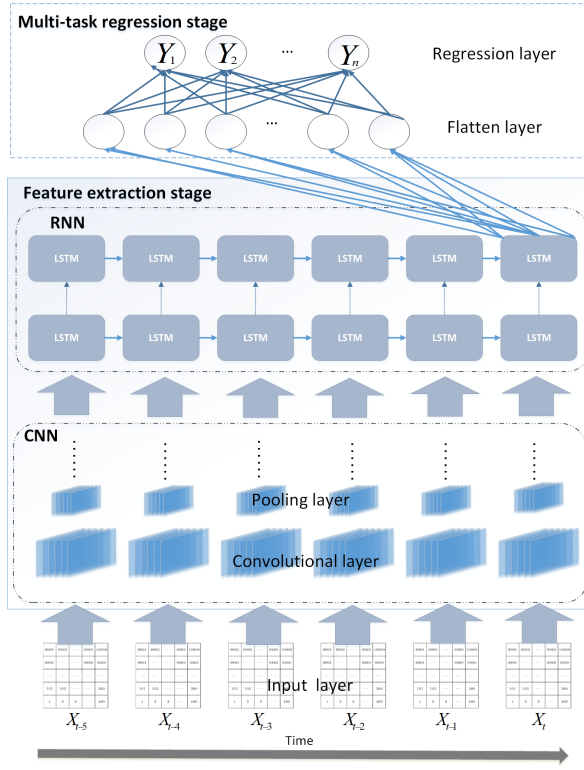 Multi-task regression stage
Y1 Y2 ... Yn Regression layer
... Flatten layer
Feature extraction stage
RNN
LSTM LSTM LSTM LSTM LSTM LSTM
LSTM LSTM LSTM LSTM LSTM LSTM
CNN
Pooling layer
Convolutional layer
Input layer
Xt-5 Xt-4 Xt-3 Xt-2 Xt-1 Xt
Time